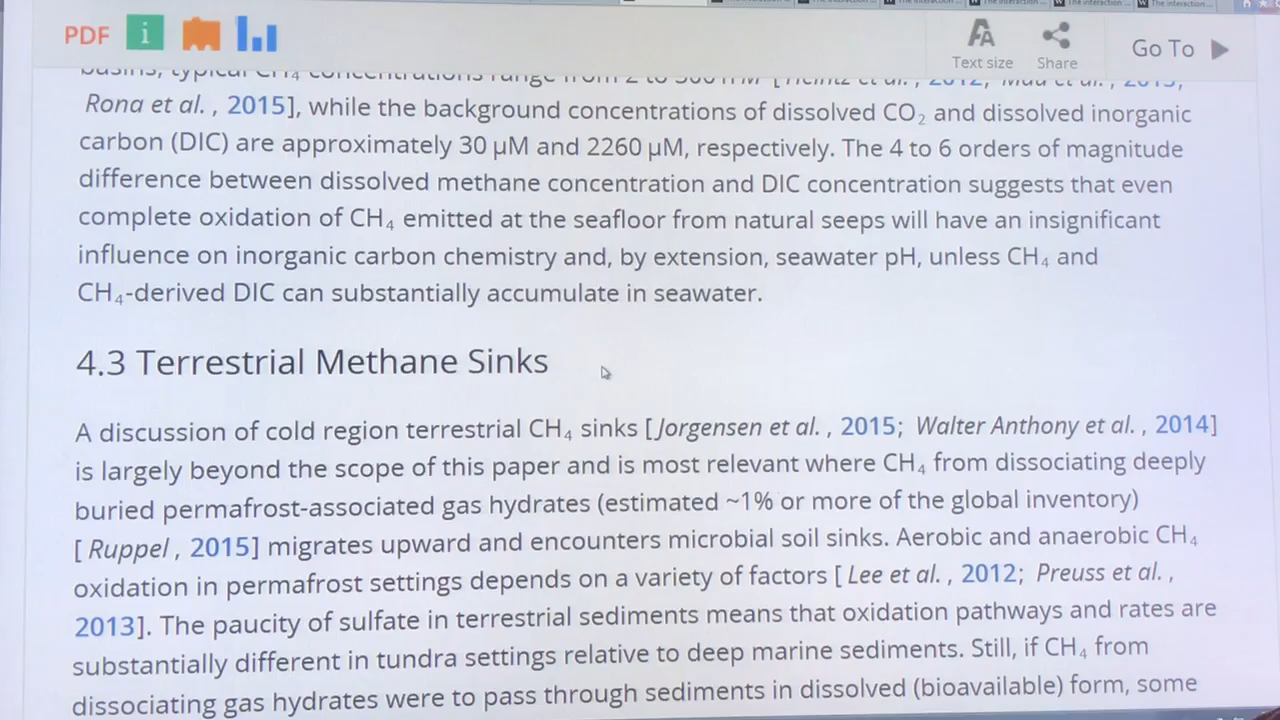 PDF
Text size
Share
Go To
Rona et al. , 2015], while the background concentrations of dissolved CO₂ and dissolved inorganic
carbon (DIC) are approximately 30 μM and 2260 μM, respectively. The 4 to 6 orders of magnitude
difference between dissolved methane concentration and DIC concentration suggests that even
complete oxidation of CH₄ emitted at the seafloor from natural seeps will have an insignificant
influence on inorganic carbon chemistry and, by extension, seawater pH, unless CH₄ and
CH₄-derived DIC can substantially accumulate in seawater.
4.3 Terrestrial Methane Sinks
A discussion of cold region terrestrial CH₄ sinks [Jorgensen et al. , 2015; Walter Anthony et al. , 2014]
is largely beyond the scope of this paper and is most relevant where CH₄ from dissociating deeply
buried permafrost-associated gas hydrates (estimated ~1% or more of the global inventory)
[ Ruppel , 2015] migrates upward and encounters microbial soil sinks. Aerobic and anaerobic CH₄
oxidation in permafrost settings depends on a variety of factors [ Lee et al. , 2012; Preuss et al. ,
2013]. The paucity of sulfate in terrestrial sediments means that oxidation pathways and rates are
substantially different in tundra settings relative to deep marine sediments. Still, if CH₄ from
dissociating gas hydrates were to pass through sediments in dissolved (bioavailable) form, some